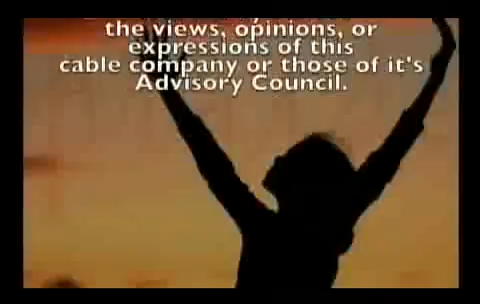 the views, opinions, or
expressions of this
cable company or those of it's
Advisory Council.